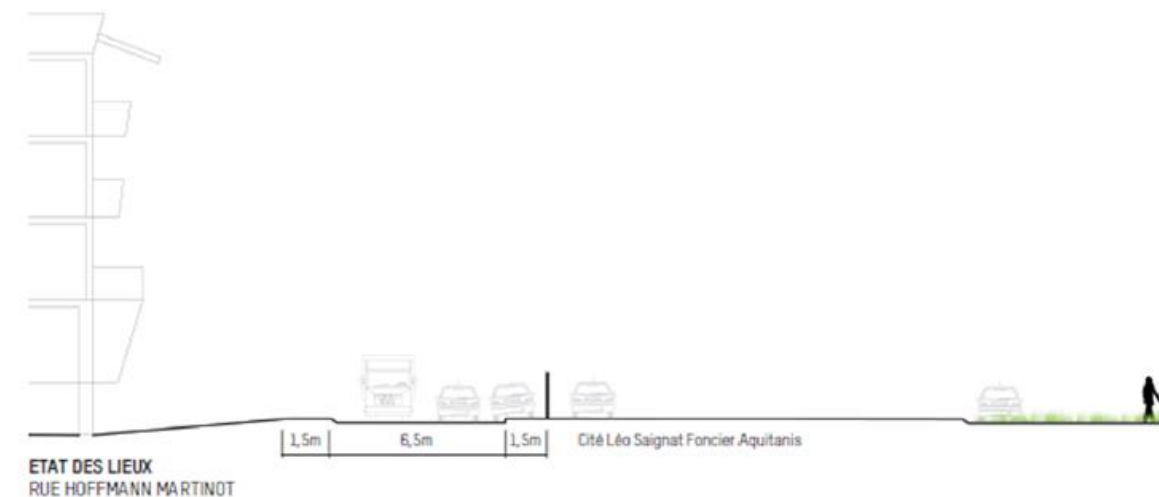 1,5m
6,5m
1,5m
Cité Léo Saignat Foncier Aquitanis
ETAT DES LIEUX
RUE HOFFMANN MARTINOT